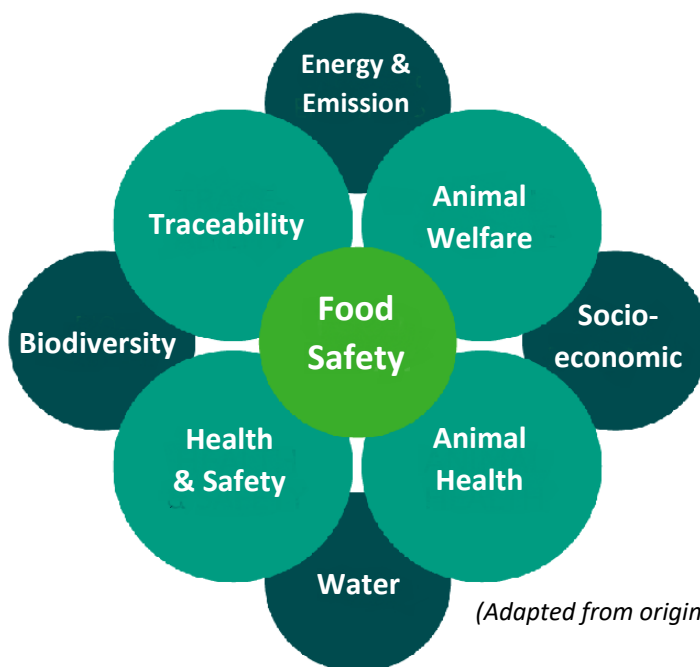 Energy &
Emission
Traceability
Animal
Welfare
Food
Safety
Biodiversity
Socio-
economic
Health
& Safety
Animal
Health
Water
(Adapted from origin